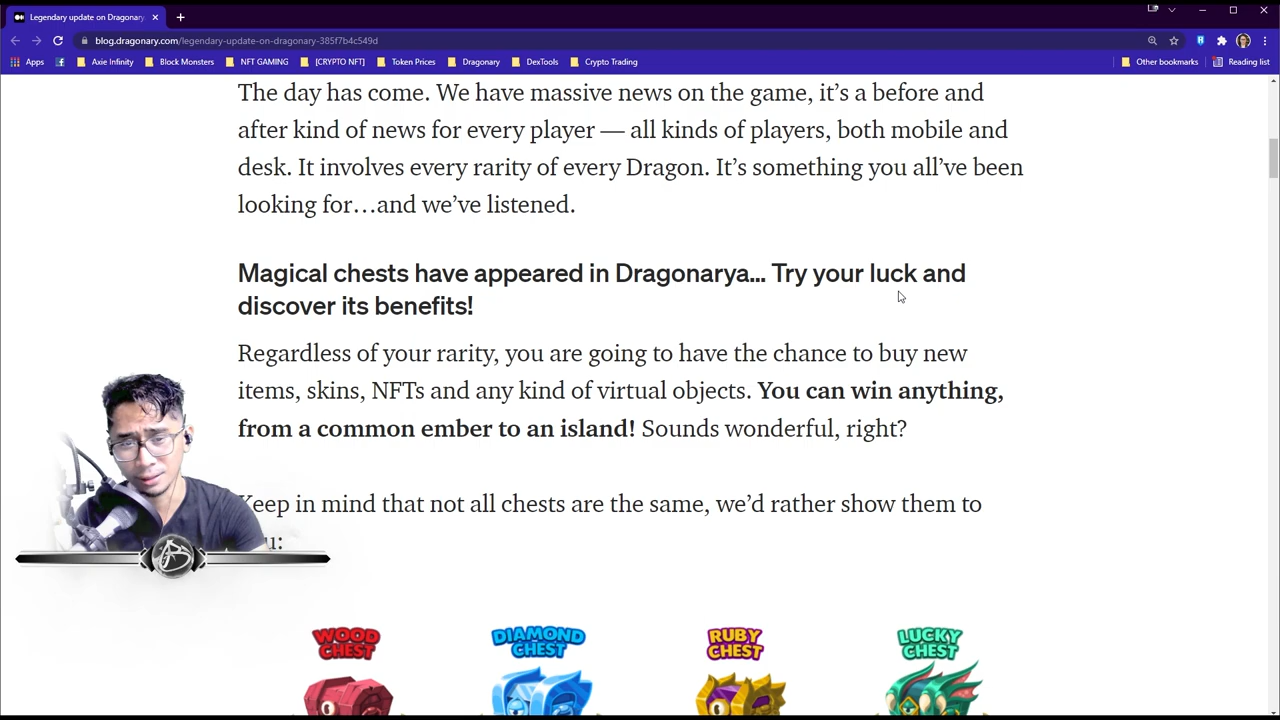 Legendary update on Dragonary
blog.dragonary.com/legendary-update-on-dragonary-385f7b4c549d
Apps Axie Infinity Block Monsters NFT GAMING [CRYPTO NFT] Token Prices Dragonary DexTools Crypto Trading Other bookmarks Reading list
The day has come. We have massive news on the game, it’s a before and
after kind of news for every player — all kinds of players, both mobile and
desk. It involves every rarity of every Dragon. It’s something you all’ve been
looking for…and we’ve listened.
Magical chests have appeared in Dragonarya... Try your luck and
discover its benefits!
Regardless of your rarity, you are going to have the chance to buy new
items, skins, NFTs and any kind of virtual objects. You can win anything,
from a common ember to an island! Sounds wonderful, right?
Keep in mind that not all chests are the same, we’d rather show them to
WOOD CHEST
DIAMOND CHEST
RUBY CHEST
LUCKY CHEST